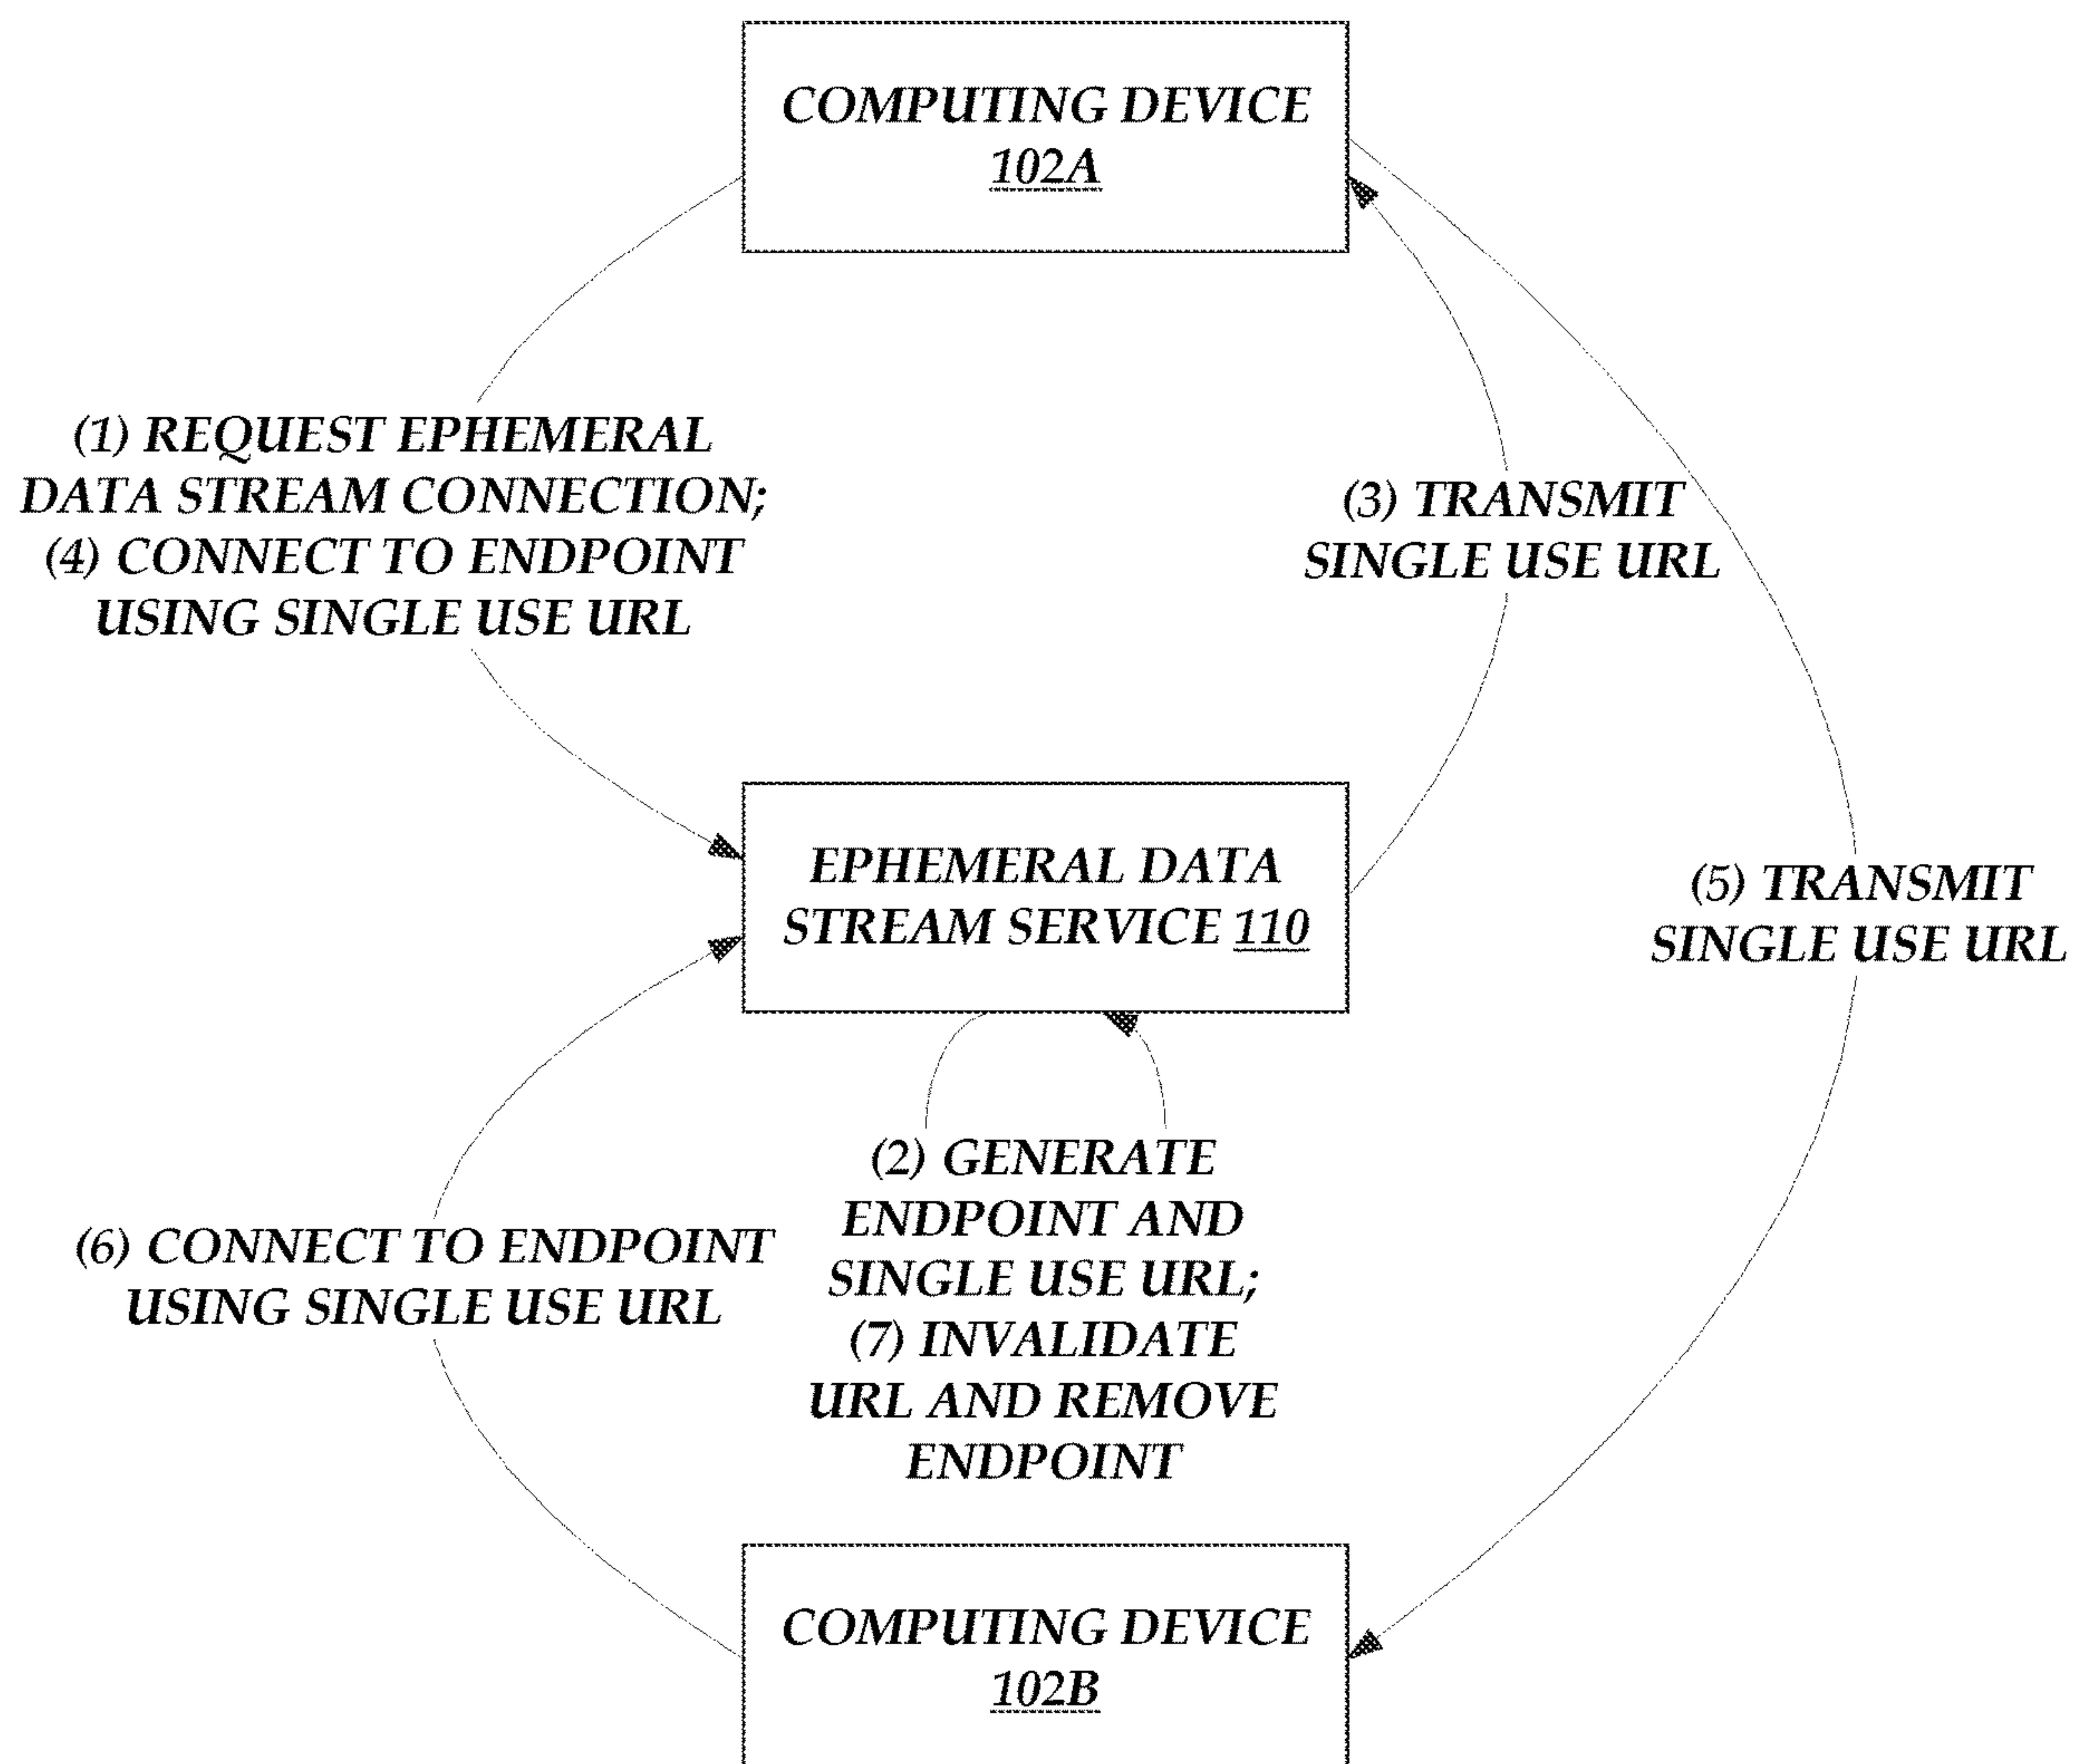 COMPUTING DEVICE
102A
(1) REQUEST EPHEMERAL
DATA STREAM CONNECTION;
(4) CONNECT TO ENDPOINT
USING SINGLE USE URL
(3) TRANSMIT
SINGLE USE URL
EPHEMERAL DATA
STREAM SERVICE 110
(5) TRANSMIT
SINGLE USE URL
(2) GENERATE
ENDPOINT AND
SINGLE USE URL;
(7) INVALIDATE
URL AND REMOVE
ENDPOINT
(6) CONNECT TO ENDPOINT
USING SINGLE USE URL
COMPUTING DEVICE
102B